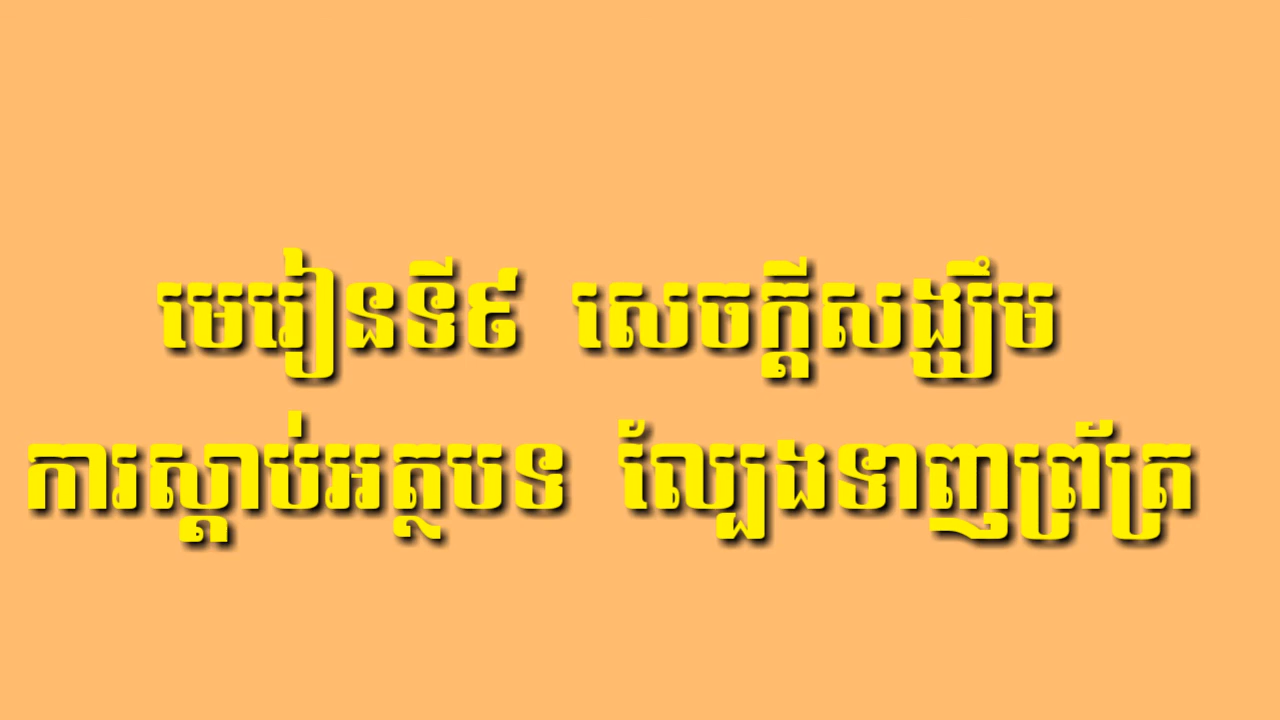 មេរៀនទី៩ សេចក្តីសង្ឃឹម
ការស្តាប់អត្ថបទ ល្បែងទាញព្រ័ត្រ